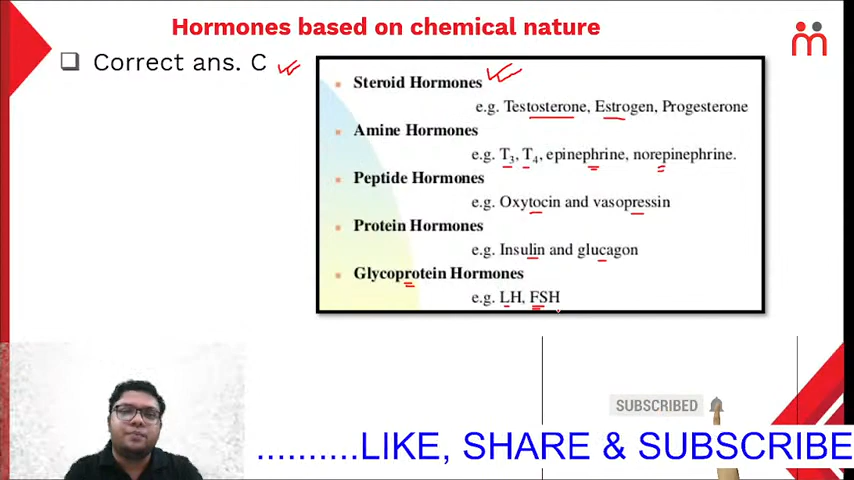 Hormones based on chemical nature
Correct ans. C
Steroid Hormones
e.g. Testosterone, Estrogen, Progesterone
Amine Hormones
e.g. T₃, T₄, epinephrine, norepinephrine.
Peptide Hormones
e.g. Oxytocin and vasopressin
Protein Hormones
e.g. Insulin and glucagon
Glycoprotein Hormones
e.g. LH, FSH
SUBSCRIBED
..........LIKE, SHARE & SUBSCRIBE